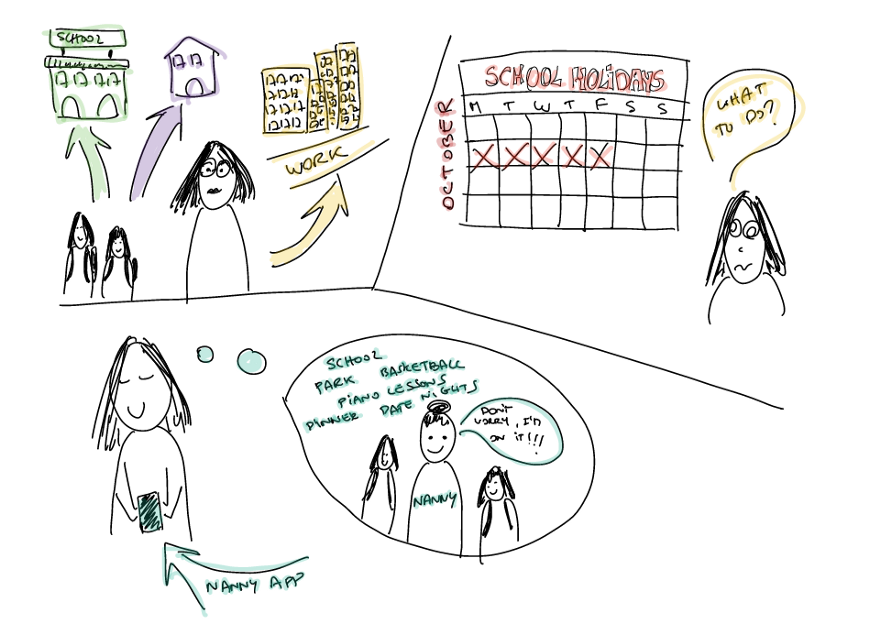 SCHOOL
WORK
SCHOOL HOLIDAYS
M T W T F S S
OCTOBER
X X X X X
WHAT
TO DO?
SCHOOL
PARK BASKETBALL
PIANO LESSONS
DINNER DATE NIGHTS
DON'T
WORRY, I'M
ON IT!!!
NANNY
NANNY APP